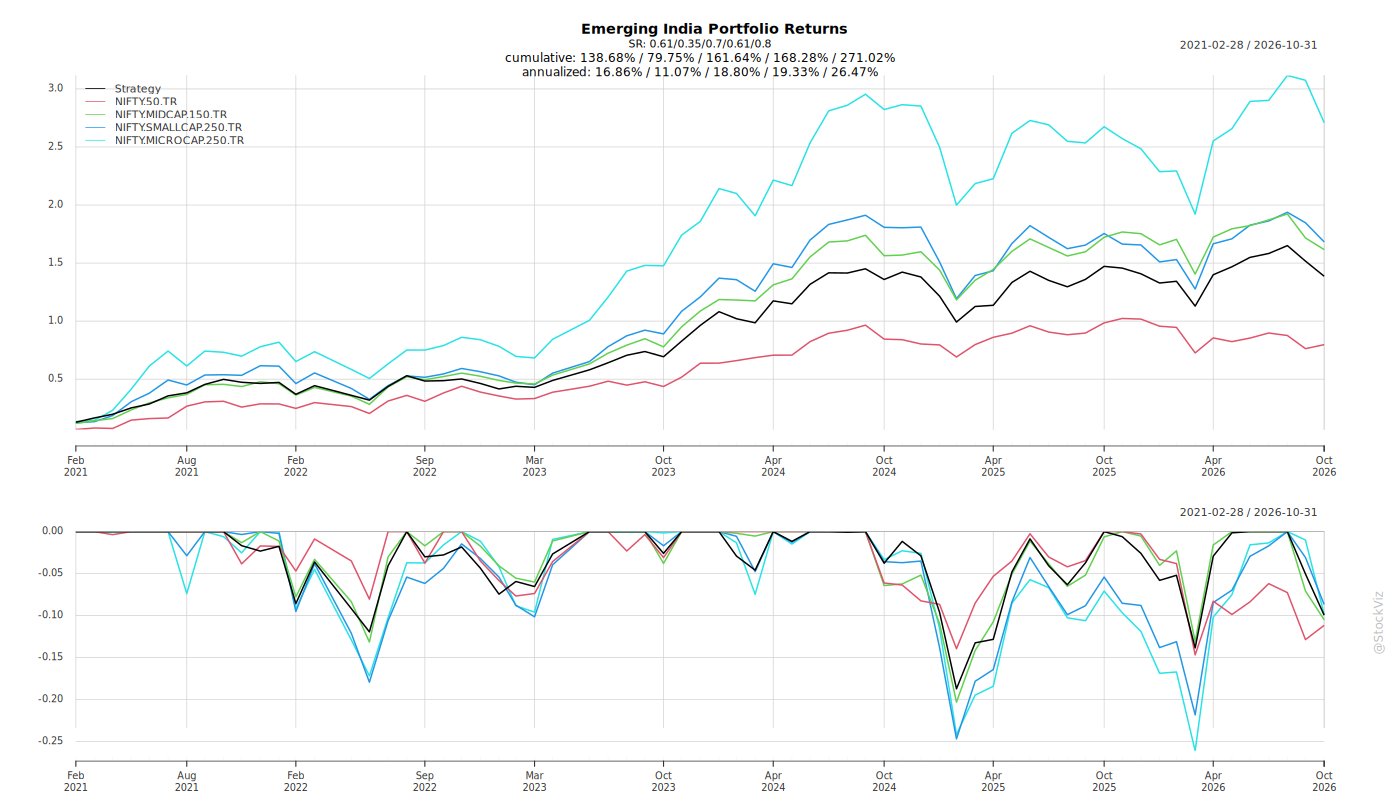 Emerging India Portfolio Returns
SR: 0.61/0.35/0.7/0.61/0.8
cumulative: 138.68% / 79.75% / 161.64% / 168.28% / 271.02%
annualized: 16.86% / 11.07% / 18.80% / 19.33% / 26.47%
2021-02-28 / 2026-10-31
Strategy
NIFTY.50.TR
NIFTY.MIDCAP.150.TR
NIFTY.SMALLCAP.250.TR
NIFTY.MICROCAP.250.TR
3.0
2.5
2.0
1.5
1.0
0.5
Feb 2021
Aug 2021
Feb 2022
Sep 2022
Mar 2023
Oct 2023
Apr 2024
Oct 2024
Apr 2025
Oct 2025
Apr 2026
Oct 2026
2021-02-28 / 2026-10-31
0.00
-0.05
-0.10
-0.15
-0.20
-0.25
Feb 2021
Aug 2021
Feb 2022
Sep 2022
Mar 2023
Oct 2023
Apr 2024
Oct 2024
Apr 2025
Oct 2025
Apr 2026
Oct 2026
@StockViz